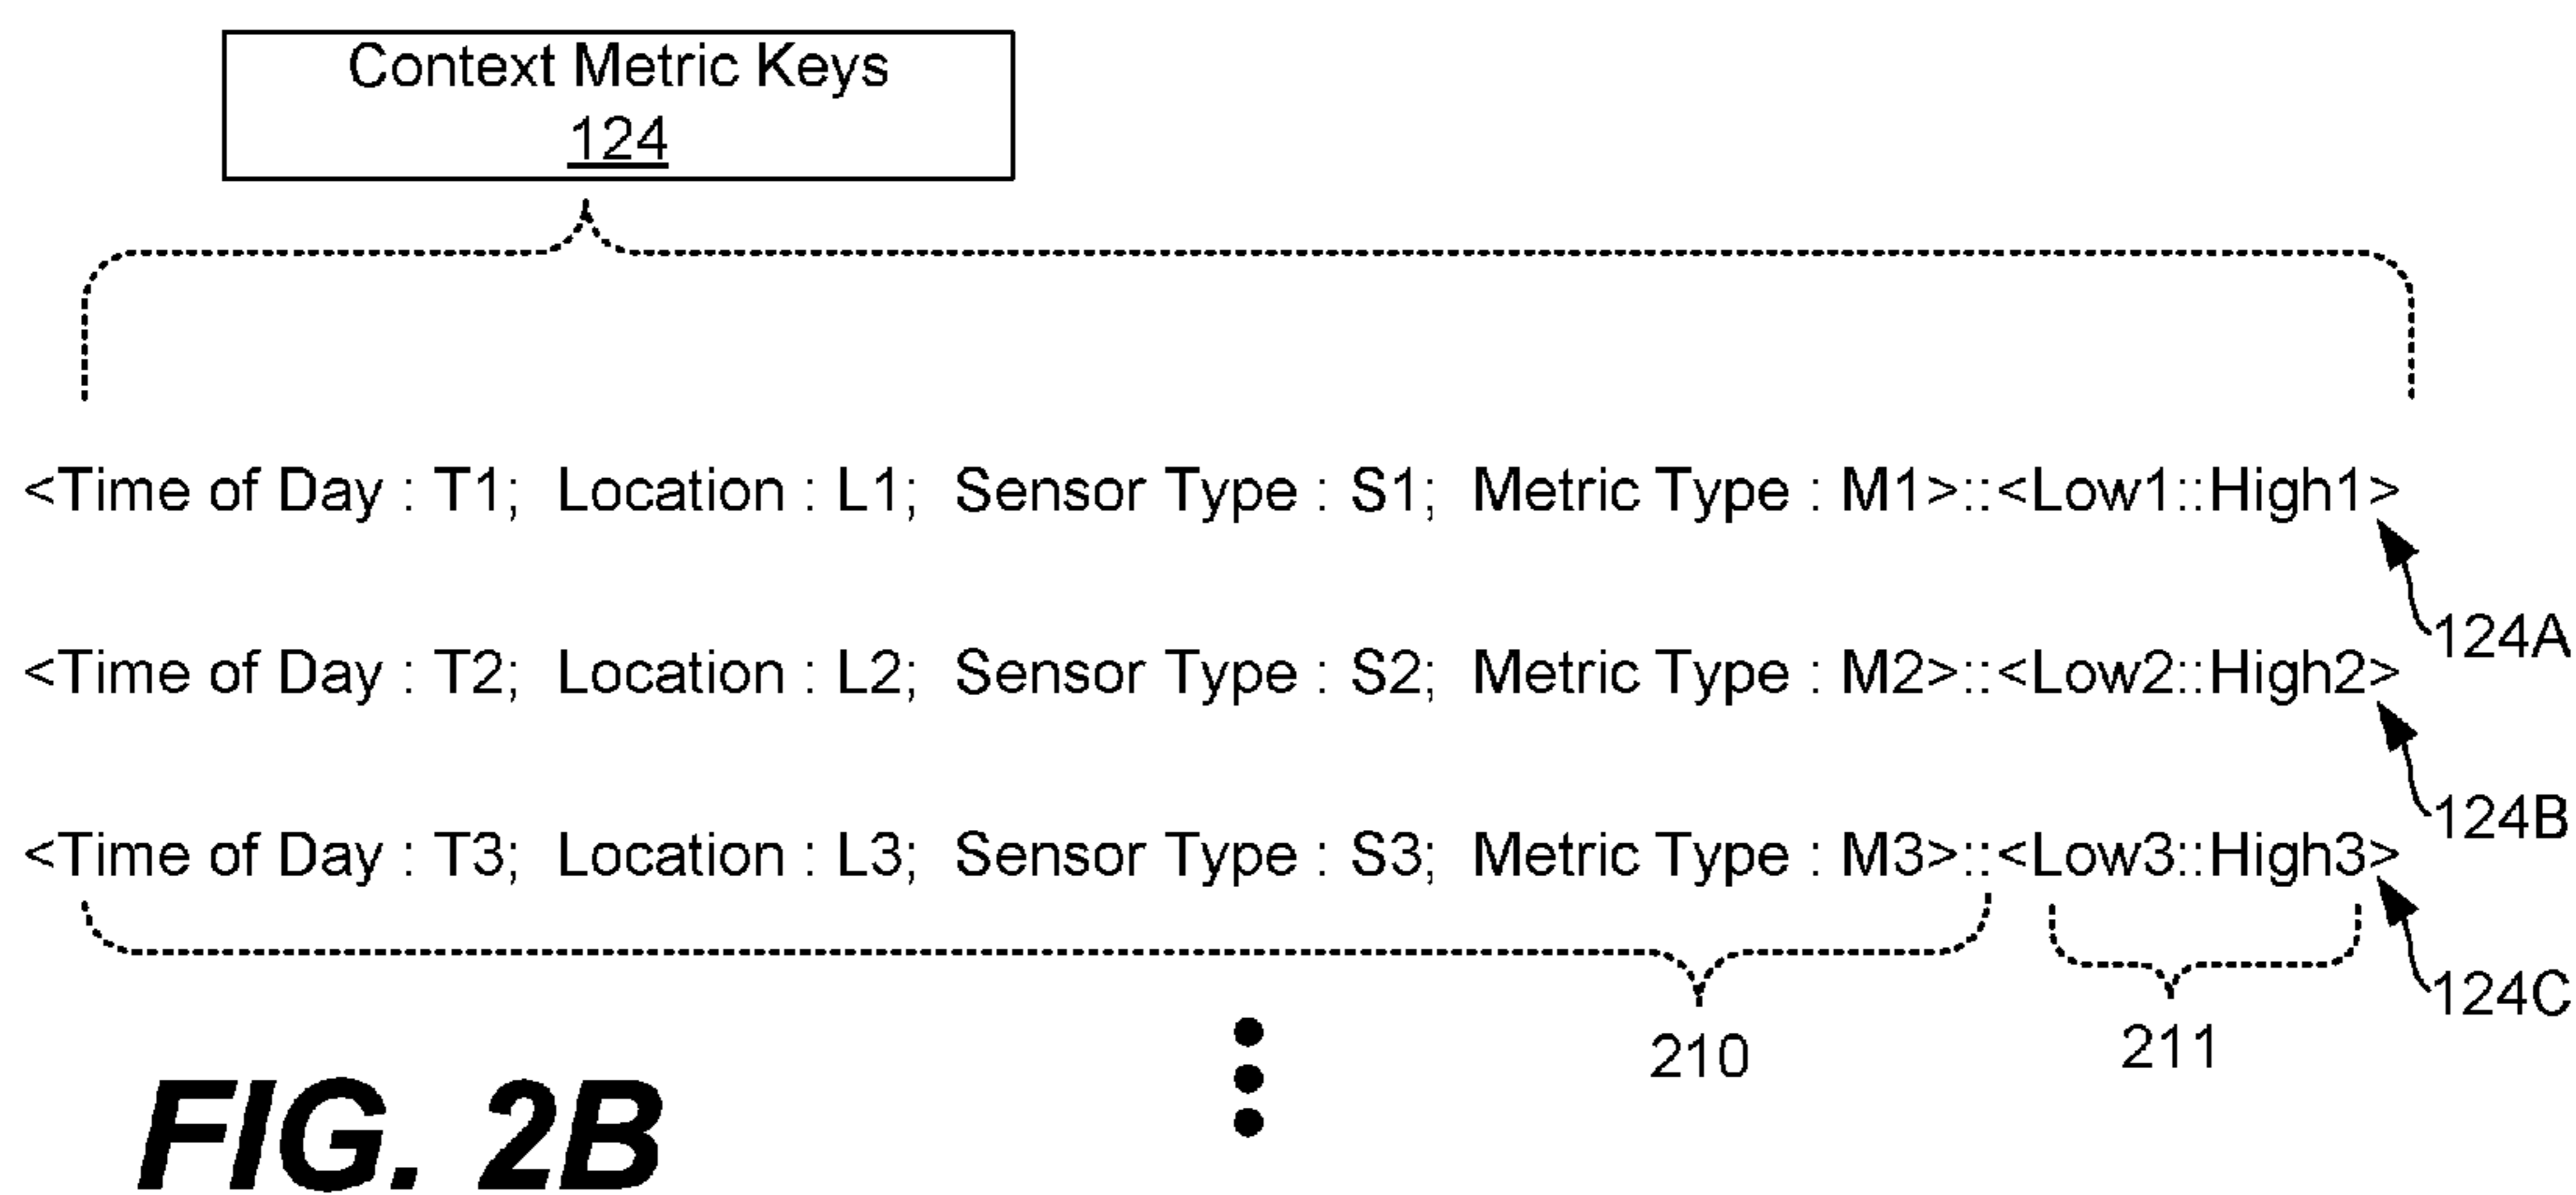 Context Metric Keys
124
<Time of Day : T1; Location : L1; Sensor Type : S1; Metric Type : M1>::<Low1::High1>
124A
<Time of Day : T2; Location : L2; Sensor Type : S2; Metric Type : M2>::<Low2::High2>
124B
<Time of Day : T3; Location : L3; Sensor Type : S3; Metric Type : M3>::<Low3::High3>
124C
210
211
FIG. 2B